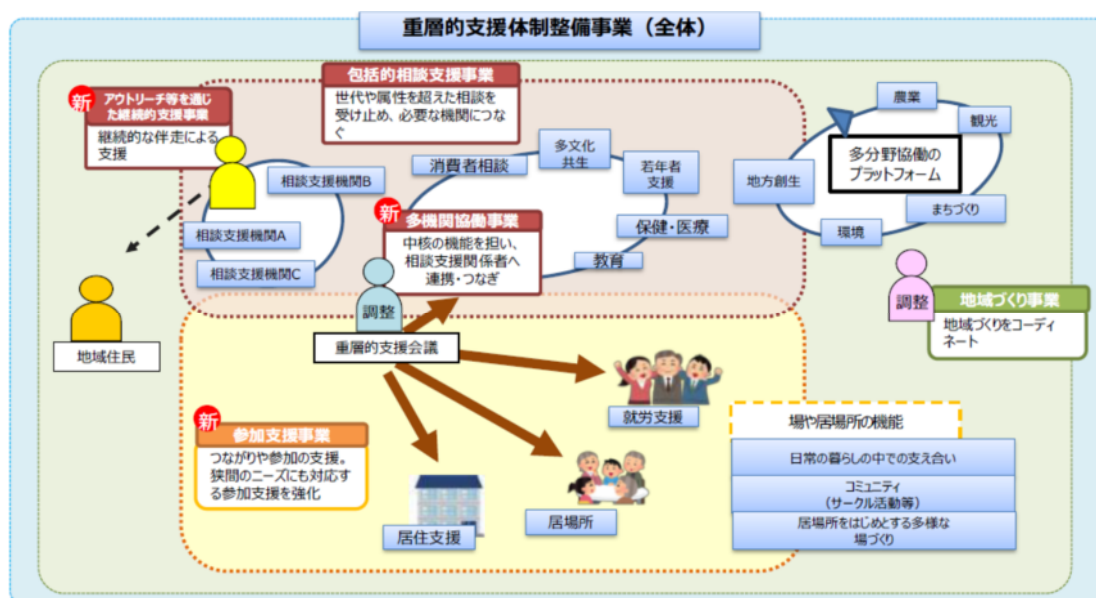 重層的支援体制整備事業（全体）
新
アウトリーチ等を通じ
た継続的支援事業
継続的な伴走による
支援
包括的相談支援事業
世代や属性を超えた相談を
受け止め、必要な機関につな
ぐ
相談支援機関B
相談支援機関A
相談支援機関C
地域住民
消費者相談
多文化
共生
若年者
支援
保健・医療
教育
新
多機関協働事業
中核の機能を担い、
相談支援関係者へ
連携・つなぎ
調整
重層的支援会議
農業
観光
多分野協働の
プラットフォーム
地方創生
まちづくり
環境
調整
地域づくり事業
地域づくりをコーディ
ネート
新
参加支援事業
つながりや参加の支援。
狭間のニーズにも対応す
る参加支援を強化
就労支援
居場所
居住支援
場や居場所の機能
日常の暮らしの中での支え合い
コミュニティ
（サークル活動等）
居場所をはじめとする多様な
場づくり